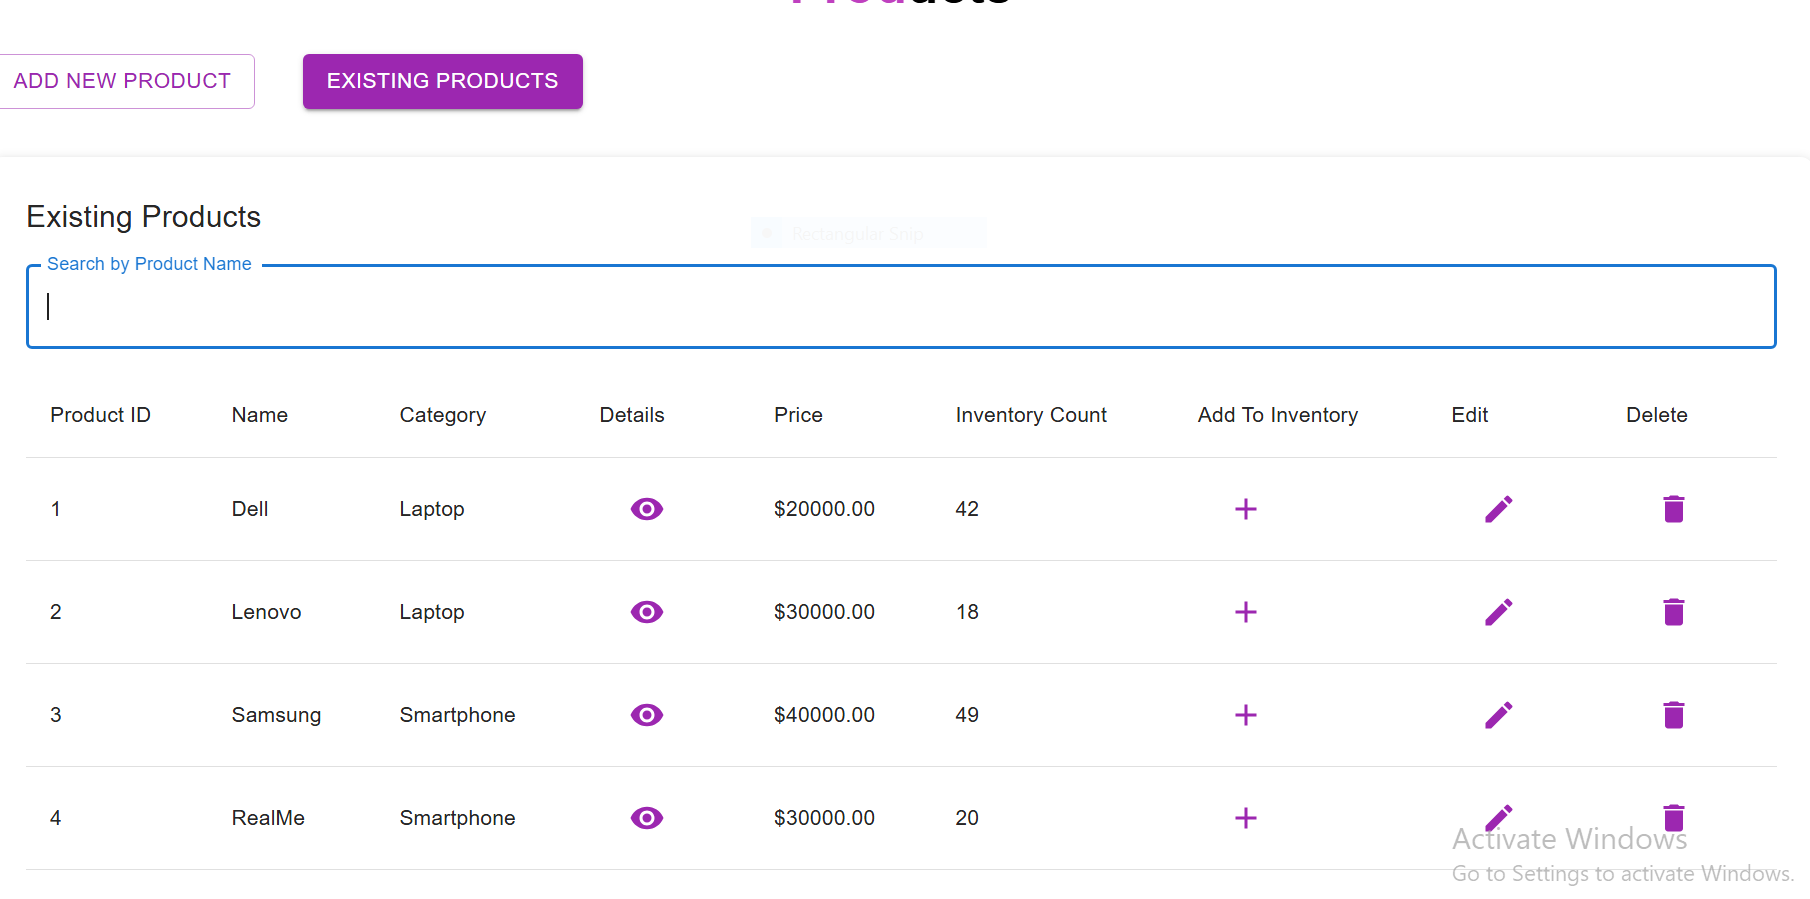 Products
ADD NEW PRODUCT EXISTING PRODUCTS
Existing Products
Rectangular Snip
Search by Product Name
Product ID Name Category Details Price Inventory Count Add To Inventory Edit Delete
1 Dell Laptop $20000.00 42
2 Lenovo Laptop $30000.00 18
3 Samsung Smartphone $40000.00 49
4 RealMe Smartphone $30000.00 20
Activate Windows
Go to Settings to activate Windows.